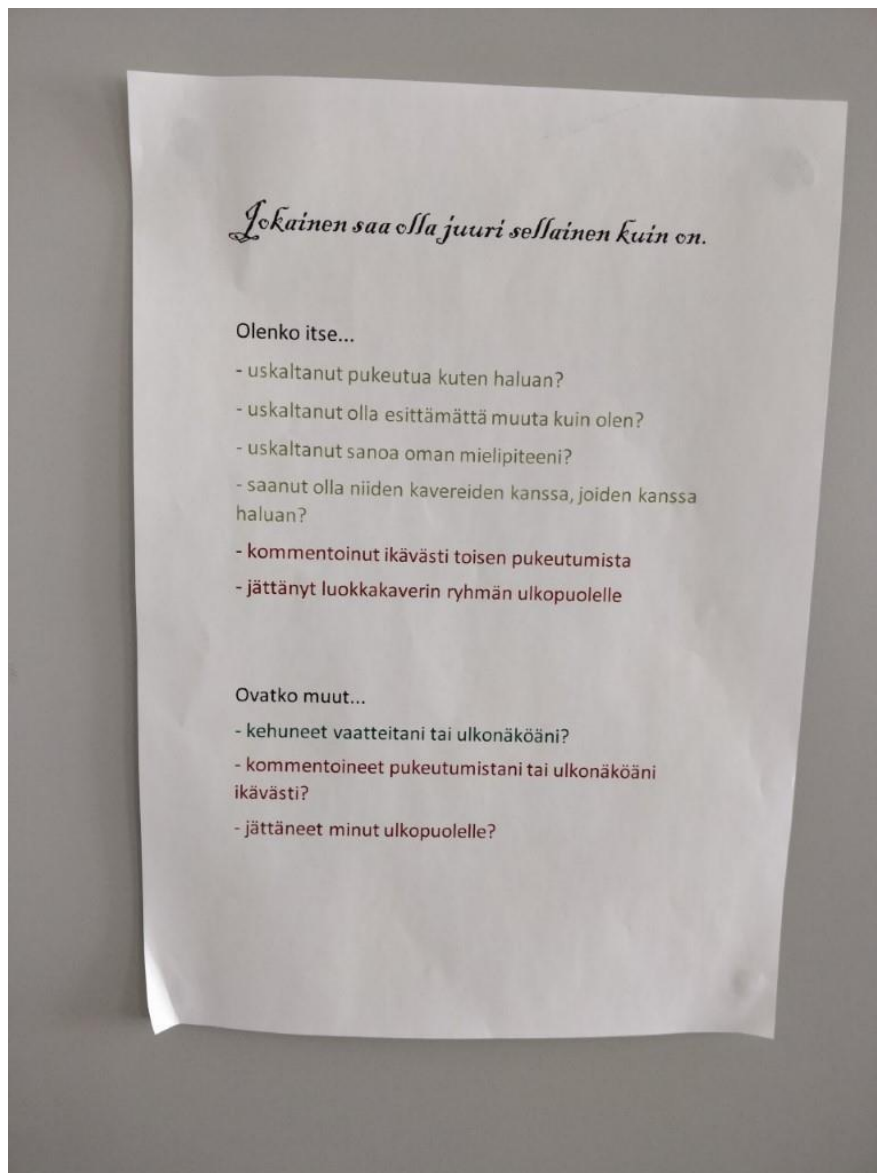 Jokainen saa olla juuri sellainen kuin on.
Olenko itse...
- uskaltanut pukeutua kuten haluan?
- uskaltanut olla esittämättä muuta kuin olen?
- uskaltanut sanoa oman mielipiteeni?
- saanut olla niiden kavereiden kanssa, joiden kanssa
haluan?
- kommentoinut ikävästi toisen pukeutumista
- jättänyt luokkakaverin ryhmän ulkopuolelle
Ovatko muut...
- kehuneet vaatteitani tai ulkonäköäni?
- kommentoineet pukeutumistani tai ulkonäköäni
ikävästi?
- jättäneet minut ulkopuolelle?